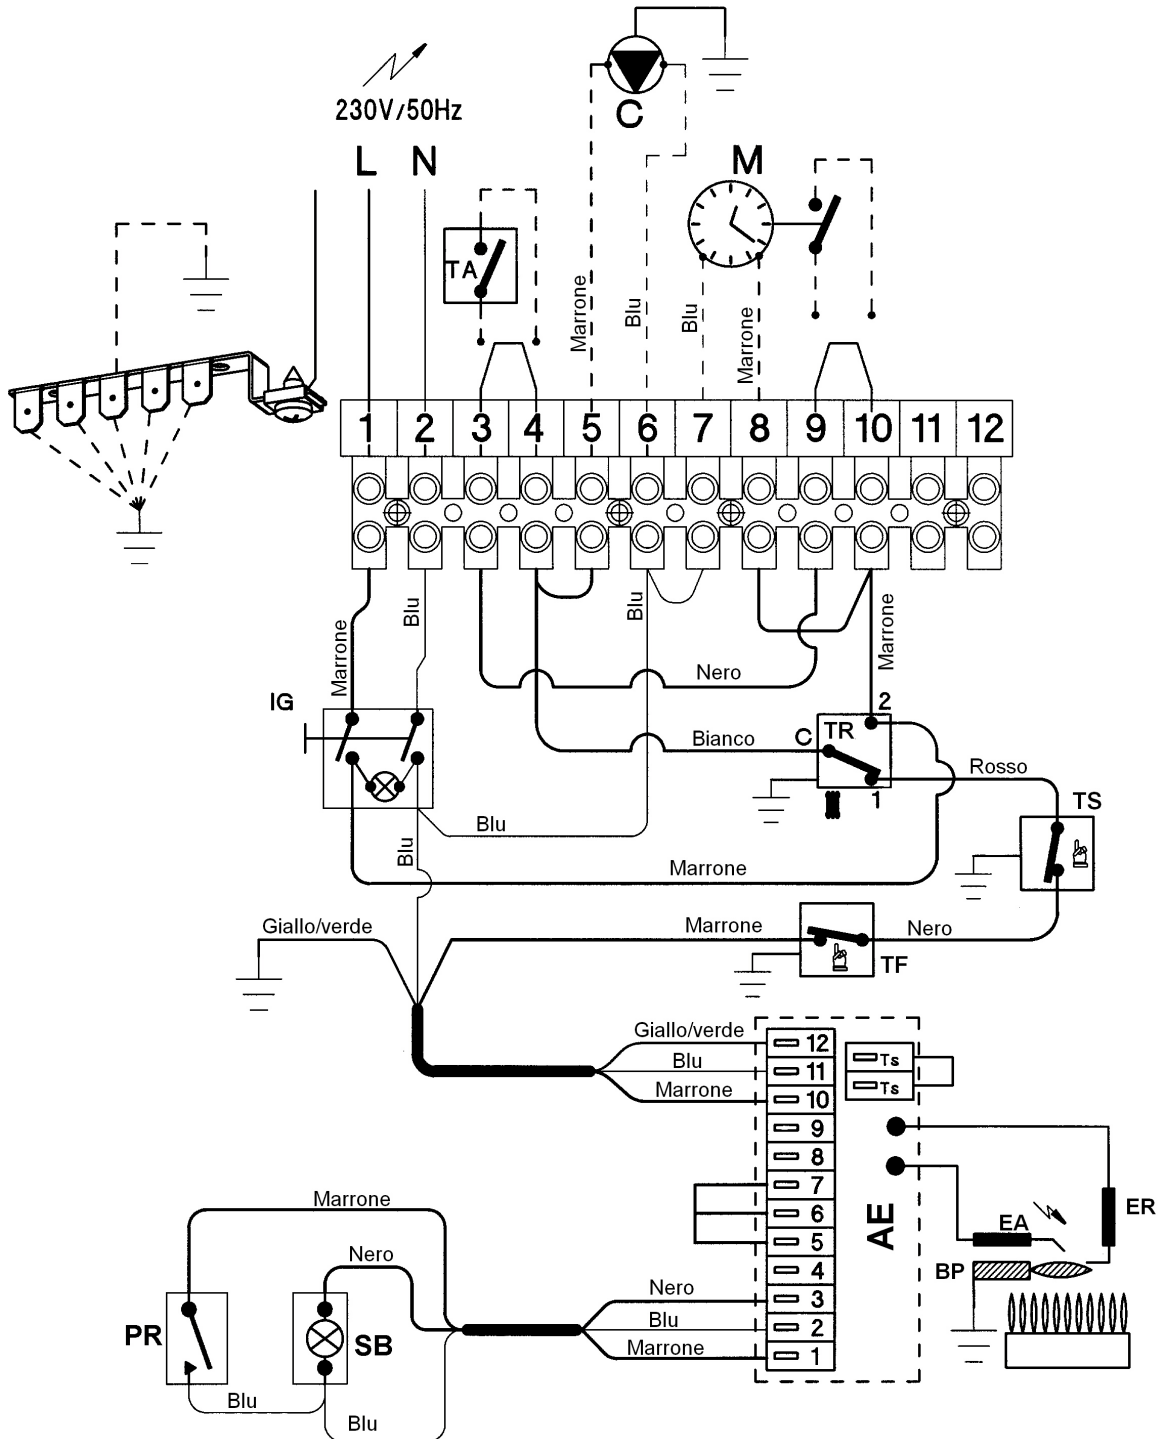 230V/50Hz
C
L N
M
TA
Marrone
Blu
Blu
Marrone
1 2 3 4 5 6 7 8 9 10 11 12
Marrone
Blu
Blu
Marrone
Nero
IG
2
Bianco
C TR
1
Rosso
TS
Blu
Blu
Marrone
Giallo/verde
Marrone
Nero
TF
Giallo/verde
Blu
Marrone
12
11
10
9
8
7
6
5
4
3
2
1
Ts
Ts
AE
EA
ER
BP
Marrone
Nero
Nero
Blu
Marrone
PR
SB
Blu
Blu